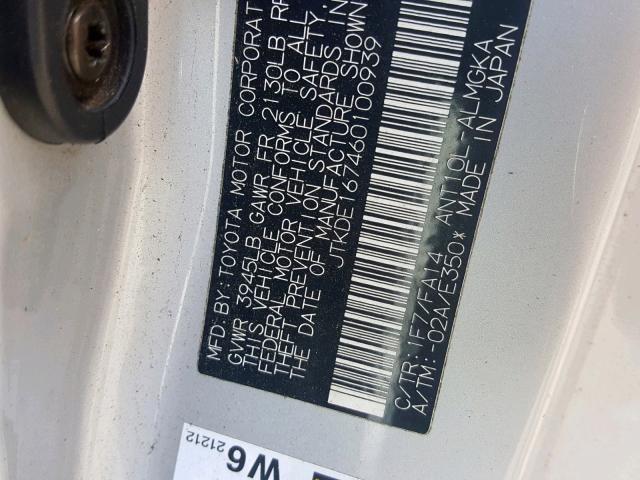 MFD. BY: TOYOTA MOTOR CORPORAT
GVWR 3945LB GAWR FR 2130LB RR
THIS VEHICLE CONFORMS TO ALL
FEDERAL MOTOR VEHICLE SAFETY,
THEFT PREVENTION STANDARDS IN
THE DATE OF MANUFACTURE SHOWN
JTKDE167460100939
C/TR: 1F7/FA14 ANT10L-ALMGKA
A/TM: -02A/E350* MADE IN JAPAN
W6
21212